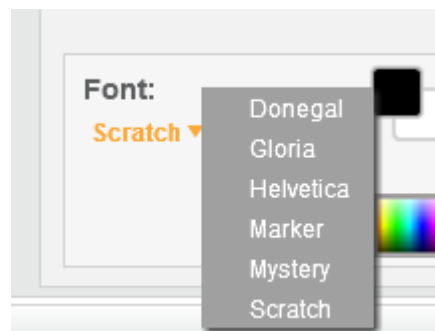 Font:
Scratch
Donegal
Gloria
Helvetica
Marker
Mystery
Scratch